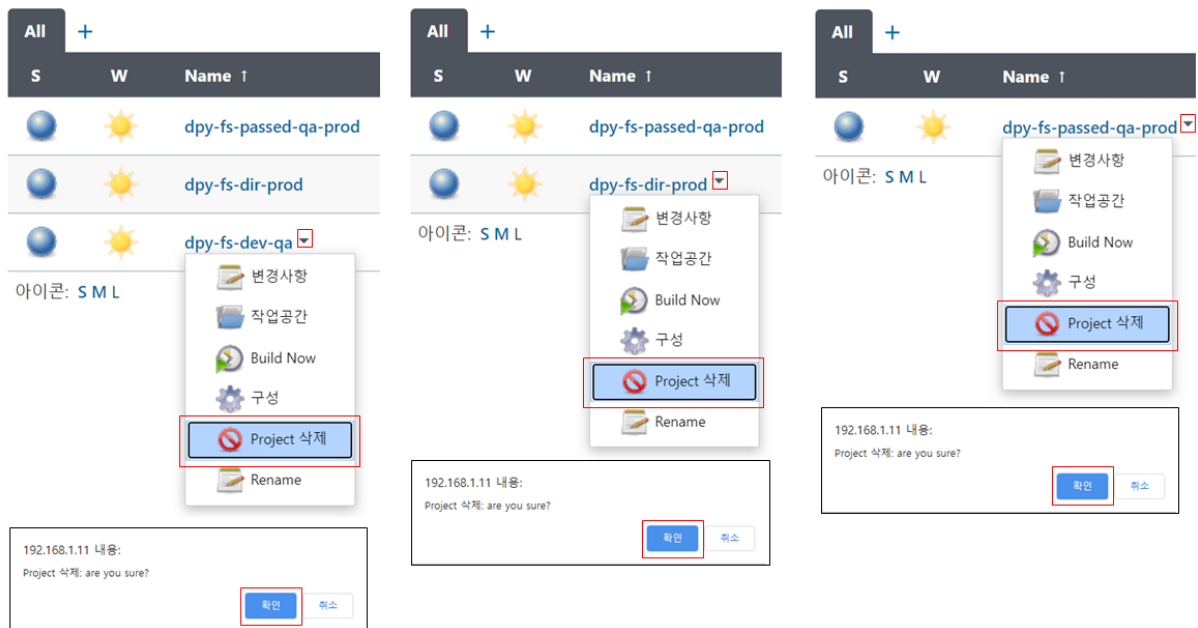 All +
S W Name ↑
dpy-fs-passed-qa-prod
dpy-fs-dir-prod
dpy-fs-dev-qa
아이콘: S M L
변경사항
작업공간
Build Now
구성
Project 삭제
Rename
192.168.1.11 내용:
Project 삭제: are you sure?
확인 취소
All +
S W Name ↑
dpy-fs-passed-qa-prod
dpy-fs-dir-prod
아이콘: S M L
변경사항
작업공간
Build Now
구성
Project 삭제
Rename
192.168.1.11 내용:
Project 삭제: are you sure?
확인 취소
All +
S W Name ↑
dpy-fs-passed-qa-prod
아이콘: S M L
변경사항
작업공간
Build Now
구성
Project 삭제
Rename
192.168.1.11 내용:
Project 삭제: are you sure?
확인 취소